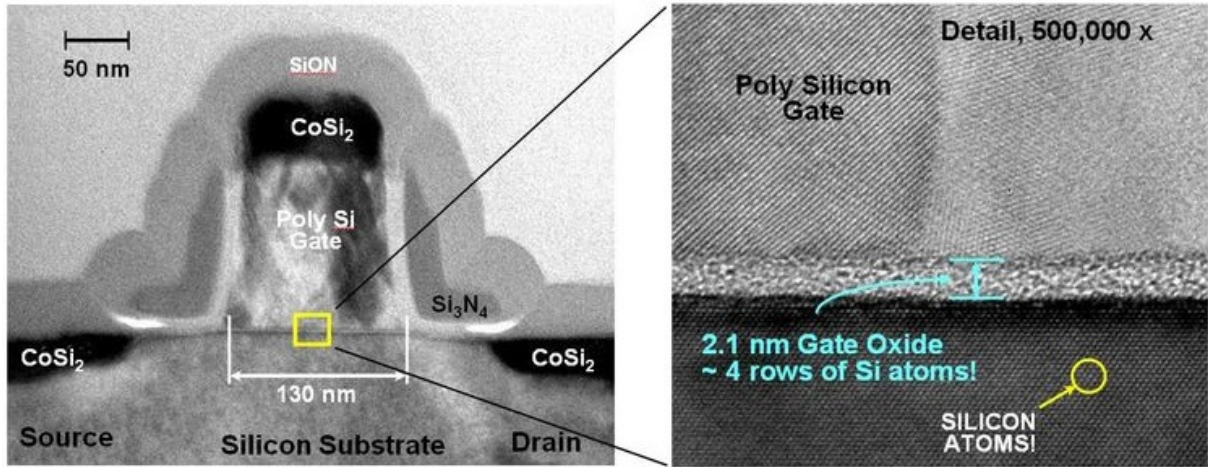 50 nm
SiON
CoSi₂
Poly Si
Gate
Si₃N₄
CoSi₂
CoSi₂
130 nm
Source
Silicon Substrate
Drain
Detail, 500,000 x
Poly Silicon
Gate
2.1 nm Gate Oxide
~ 4 rows of Si atoms!
SILICON
ATOMS!